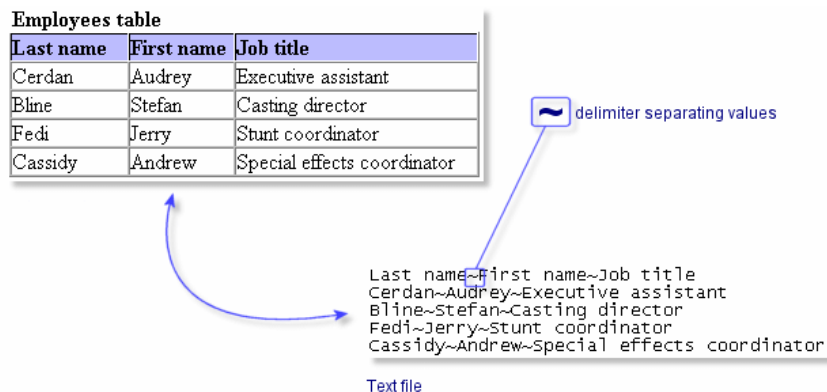 Employees table
Last name First name Job title
Cerdan Audrey Executive assistant
Bline Stefan Casting director
Fedi Jerry Stunt coordinator
Cassidy Andrew Special effects coordinator
~ delimiter separating values
Last name~First name~Job title
Cerdan~Audrey~Executive assistant
Bline~Stefan~Casting director
Fedi~Jerry~Stunt coordinator
Cassidy~Andrew~Special effects coordinator
Text file